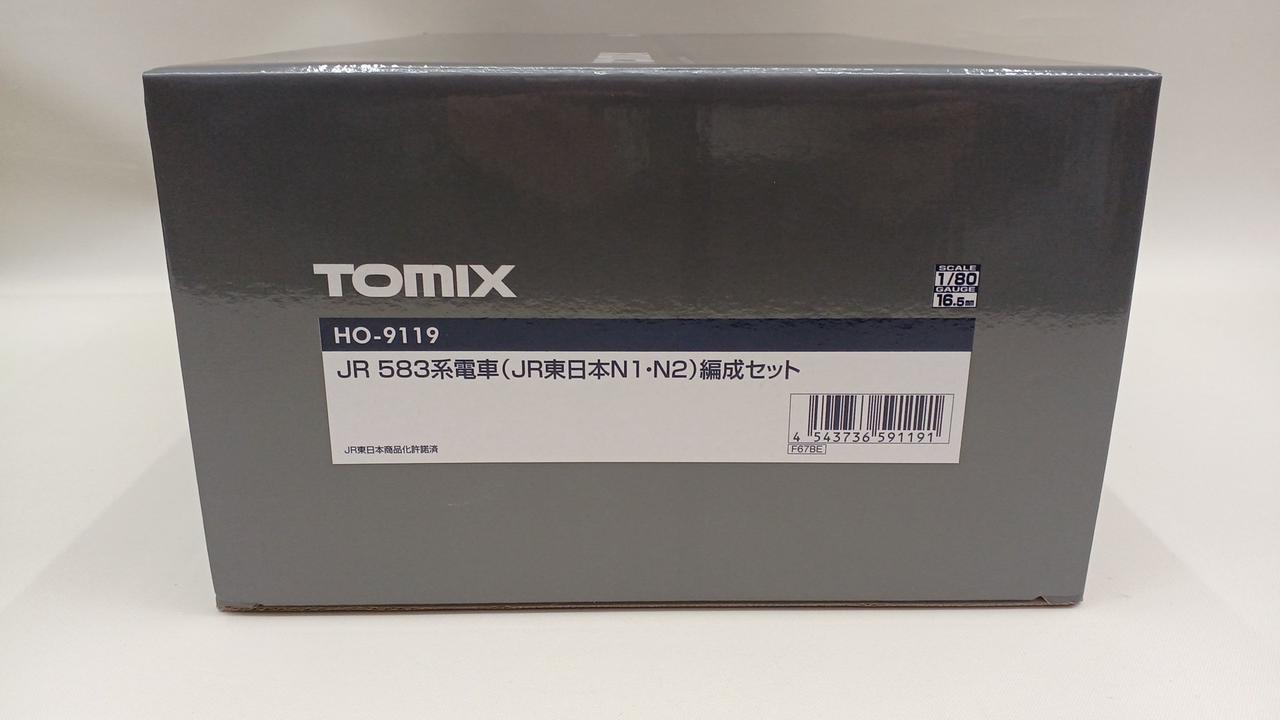 TOMIX
SCALE
1/80
GAUGE
16.5mm
HO-9119
JR 583系電車(JR東日本N1・N2)編成セット
4 543736 591191
F67BE
JR東日本商品化許諾済